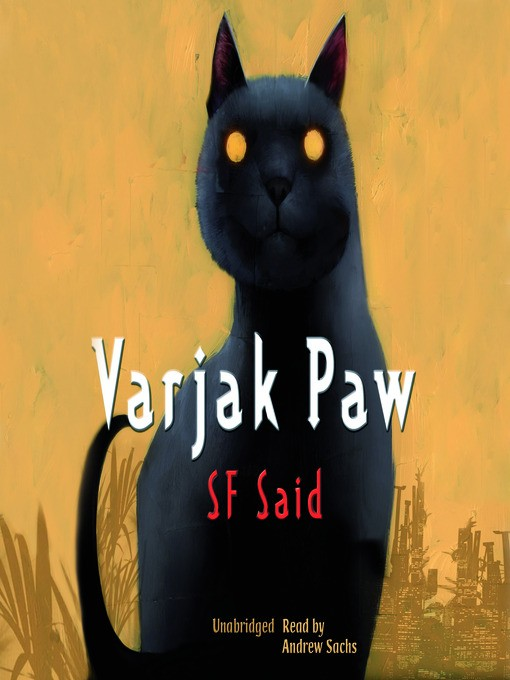 Varjak Paw
SF Said
Unabridged Read by
Andrew Sachs